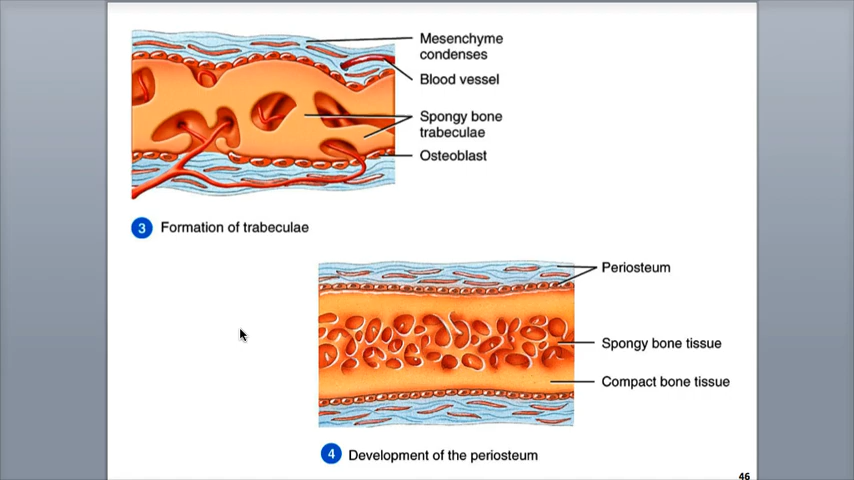 Mesenchyme
condenses
Blood vessel
Spongy bone
trabeculae
Osteoblast
3 Formation of trabeculae
Periosteum
Spongy bone tissue
Compact bone tissue
4 Development of the periosteum
46